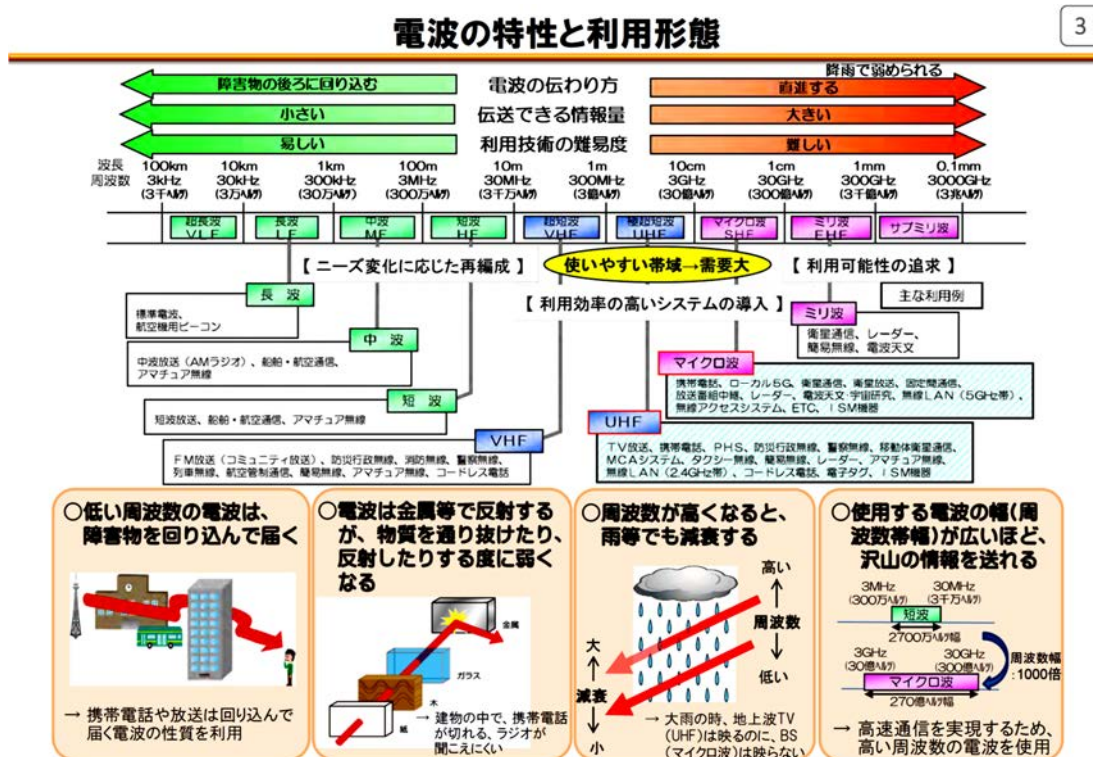 電波の特性と利用形態
3
降雨で弱められる
障害物の後ろに回り込む
電波の伝わり方
直進する
小さい
伝送できる情報量
大きい
易しい
利用技術の難易度
難しい
波長 100km 10km 1km 100m 10m 1m 10cm 1cm 1mm 0.1mm
周波数 3kHz 30kHz 300kHz 3MHz 30MHz 300MHz 3GHz 30GHz 300GHz 3000GHz
(3千ヘルツ) (3万ヘルツ) (30万ヘルツ) (300万ヘルツ) (3千万ヘルツ) (3億ヘルツ) (30億ヘルツ) (300億ヘルツ) (3千億ヘルツ) (3兆ヘルツ)
超長波 長波 中波 短波 超短波 極超短波 マイクロ波 ミリ波 サブミリ波
VLF LF MF HF VHF UHF SHF EHF
【 ニーズ変化に応じた再編成 】
使いやすい帯域→需要大
【 利用可能性の追求 】
【 利用効率の高いシステムの導入 】
主な利用例
長 波
標準電波、
航空機用ビーコン
中 波
中波放送（AMラジオ）、船舶・航空通信、
アマチュア無線
短 波
短波放送、船舶・航空通信、アマチュア無線
VHF
FM放送（コミュニティ放送）、防災行政無線、消防無線、警察無線、
列車無線、航空管制通信、簡易無線、アマチュア無線、コードレス電話
ミリ波
衛星通信、レーダー、
簡易無線、電波天文
マイクロ波
携帯電話、ローカル5G、衛星通信、衛星放送、固定間通信、
放送番組中継、レーダー、電波天文・宇宙研究、無線LAN（5GHz帯）、
無線アクセスシステム、ETC、ISM機器
UHF
TV放送、携帯電話、PHS、防災行政無線、警察無線、移動体衛星通信、
MCAシステム、タクシー無線、簡易無線、レーダー、アマチュア無線、
無線LAN（2.4GHz帯）、コードレス電話、電子タグ、ISM機器
○低い周波数の電波は、
障害物を回り込んで届く
→ 携帯電話や放送は回り込んで
届く電波の性質を利用
○電波は金属等で反射する
が、物質を通り抜けたり、
反射したりする度に弱く
なる
金属
ガラス
木
紙
→ 建物の中で、携帯電話
が切れる、ラジオが
聞こえにくい
○周波数が高くなると、
雨等でも減衰する
高い
周波数
低い
大
減衰
小
→ 大雨の時、地上波TV
(UHF)は映るのに、BS
(マイクロ波)は映らない
○使用する電波の幅(周
波数帯幅)が広いほど、
沢山の情報を送れる
3MHz 30MHz
(300万ヘルツ) (3千万ヘルツ)
短波
2700万ヘルツ幅
3GHz 30GHz
(30億ヘルツ) (300億ヘルツ)
マイクロ波
270億ヘルツ幅
周波数幅
:1000倍
→ 高速通信を実現するため、
高い周波数の電波を使用